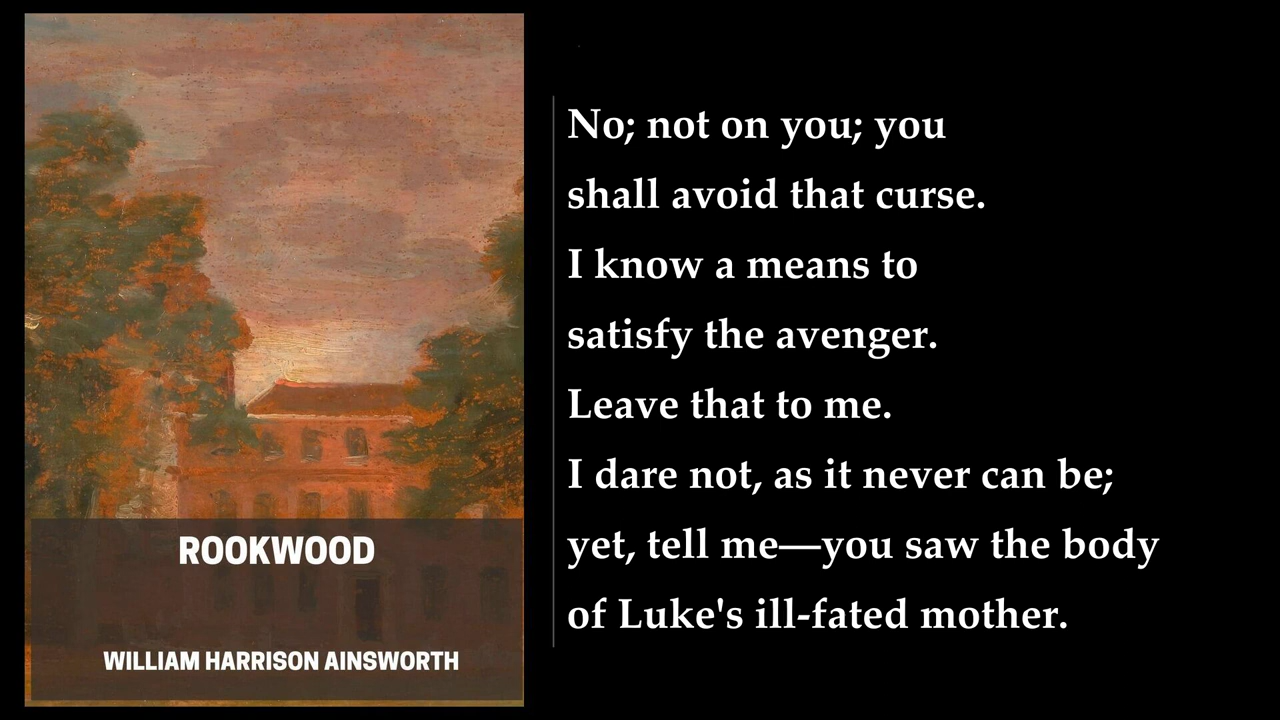 ROOKWOOD
WILLIAM HARRISON AINSWORTH
No; not on you; you
shall avoid that curse.
I know a means to
satisfy the avenger.
Leave that to me.
I dare not, as it never can be;
yet, tell me—you saw the body
of Luke's ill-fated mother.